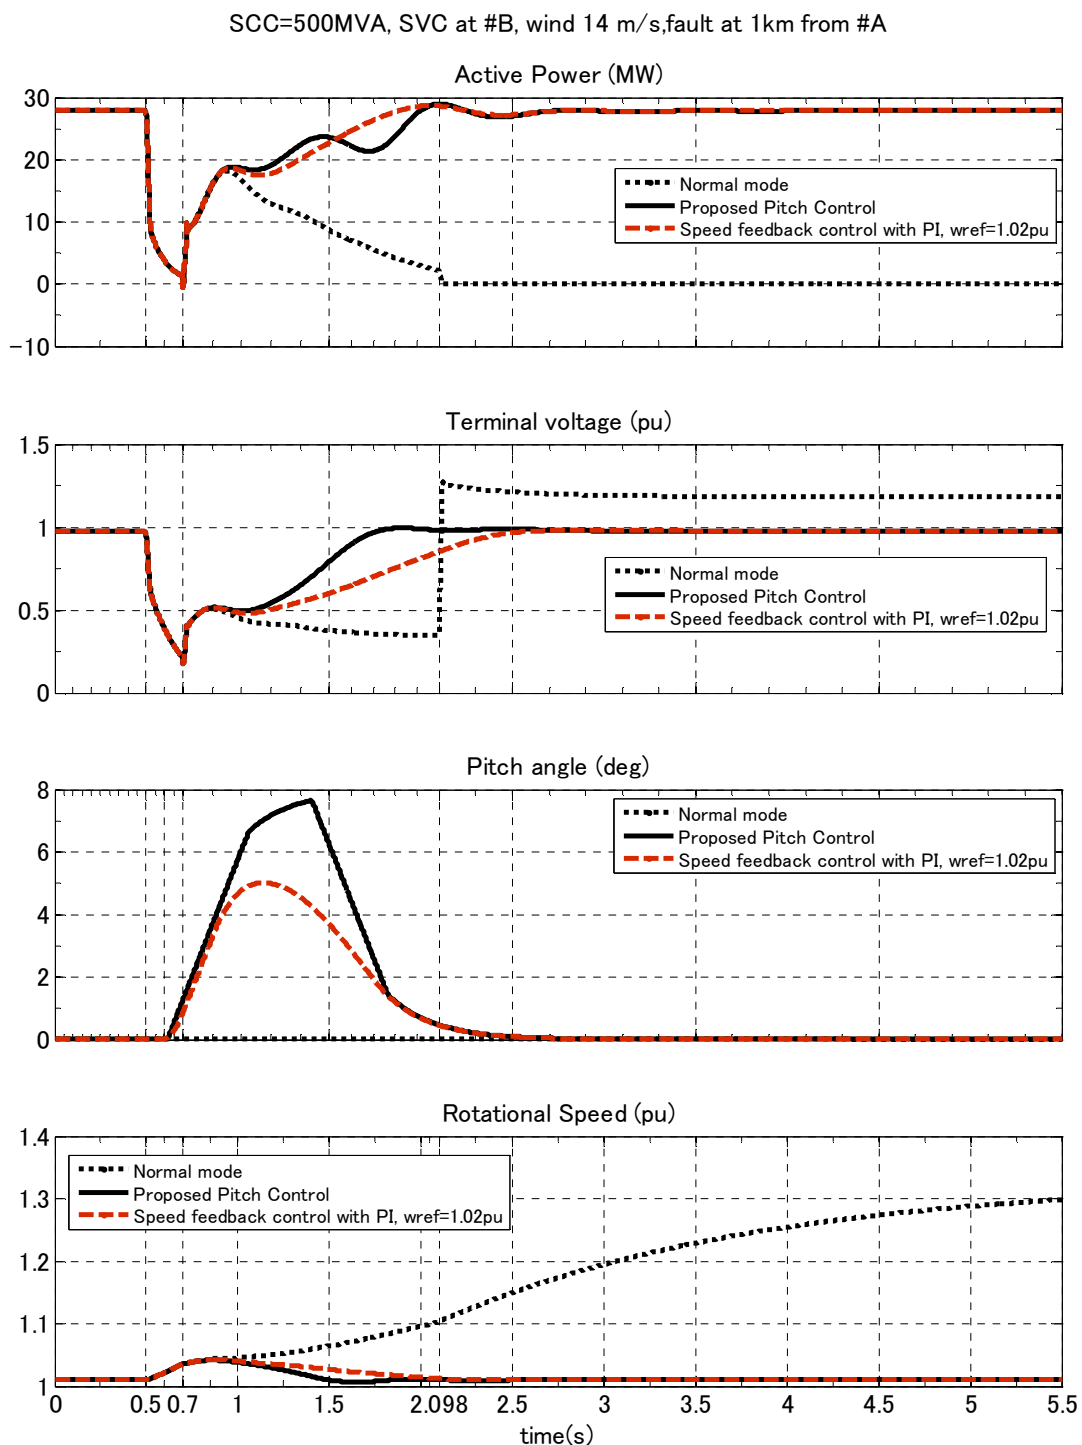 SCC=500MVA, SVC at #B, wind 14 m/s,fault at 1km from #A
Active Power (MW)
30
20
10
0
−10
Normal mode
Proposed Pitch Control
Speed feedback control with PI, wref=1.02pu
Terminal voltage (pu)
1.5
1
0.5
0
Normal mode
Proposed Pitch Control
Speed feedback control with PI, wref=1.02pu
Pitch angle (deg)
8
6
4
2
0
Normal mode
Proposed Pitch Control
Speed feedback control with PI, wref=1.02pu
Rotational Speed (pu)
1.4
1.3
1.2
1.1
1
Normal mode
Proposed Pitch Control
Speed feedback control with PI, wref=1.02pu
0 0.5 0.7 1 1.5 2.098 2.5 3 3.5 4 4.5 5 5.5
time(s)